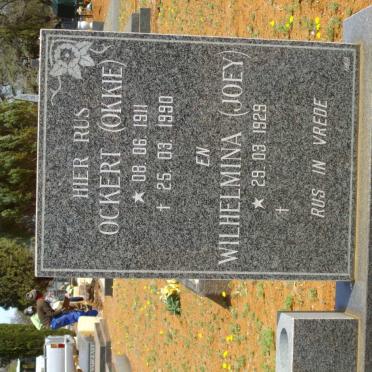 HIER RUS
OCKERT (OKKIE)
★ 08.06.1911
† 25.03.1990
EN
WILHELMINA (JOEY)
★ 29.03.1929
†
RUS IN VREDE